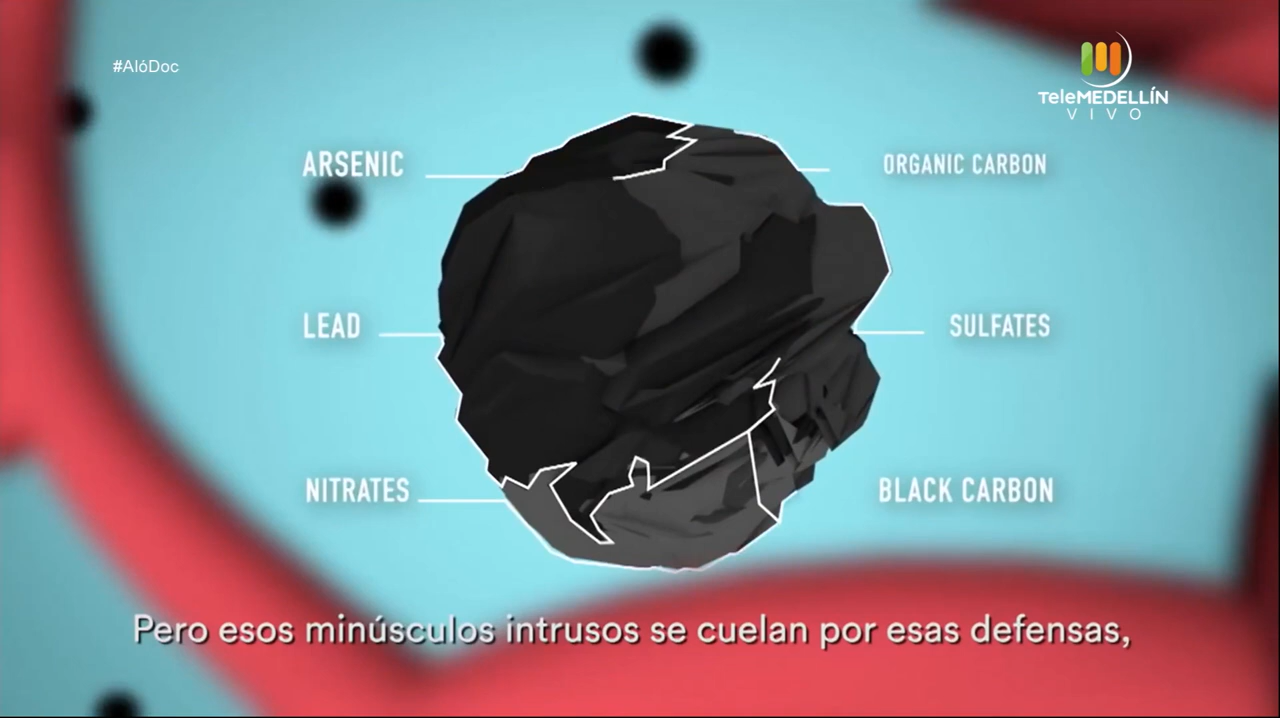 #AlóDoc
TeleMEDELLÍN
VIVO
ARSENIC
ORGANIC CARBON
LEAD
SULFATES
NITRATES
BLACK CARBON
Pero esos minúsculos intrusos se cuelan por esas defensas,